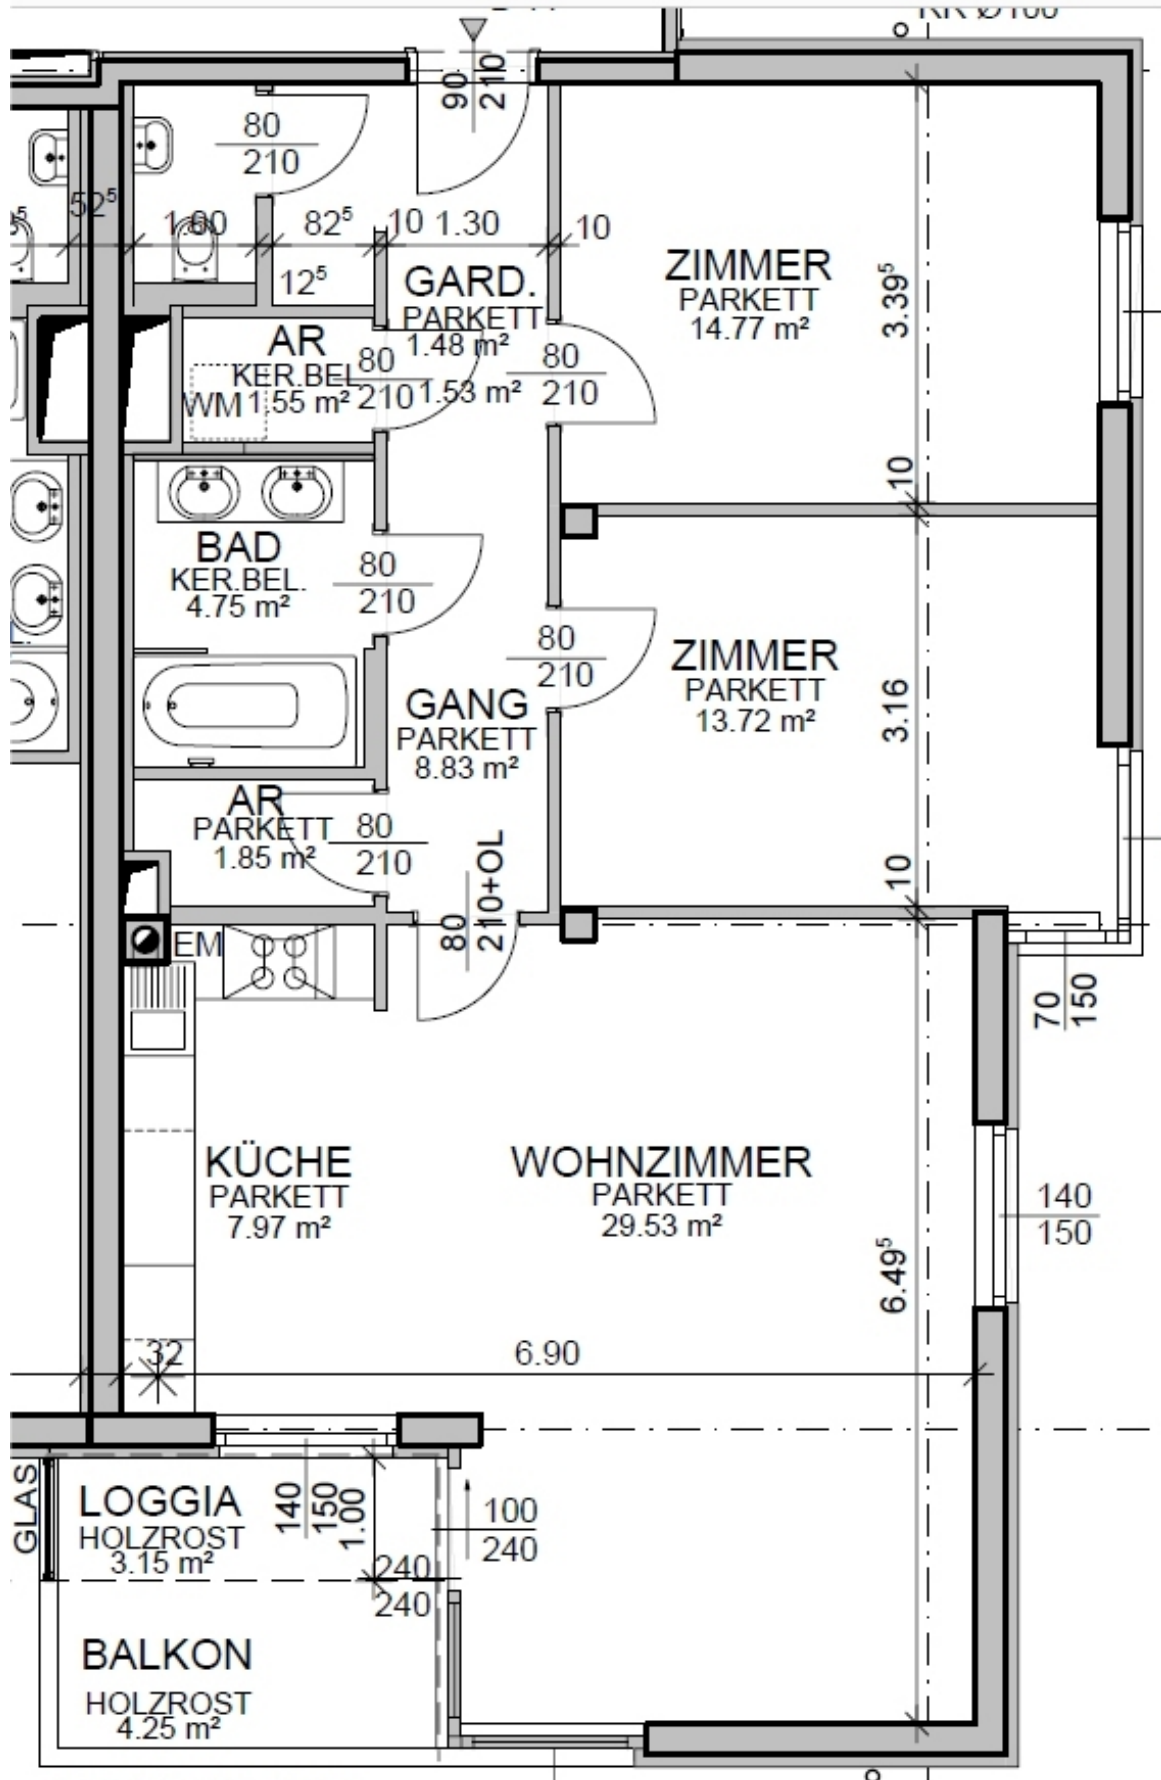 RR Ø100
90
210
80
210
52⁵
1.60
82⁵
10
1.30
10
12⁵
GARD.
PARKETT
1.48 m²
1.53 m²
ZIMMER
PARKETT
14.77 m²
3.39⁵
AR
KER.BEL
1.55 m²
WM
80
210
80
210
10
BAD
KER.BEL.
4.75 m²
80
210
80
210
ZIMMER
PARKETT
13.72 m²
3.16
GANG
PARKETT
8.83 m²
AR
PARKETT
1.85 m²
80
210
80
210+OL
10
EM
70
150
KÜCHE
PARKETT
7.97 m²
WOHNZIMMER
PARKETT
29.53 m²
140
150
6.49⁵
32
6.90
GLAS
LOGGIA
HOLZROST
3.15 m²
140
150
1.00
100
240
240
240
BALKON
HOLZROST
4.25 m²